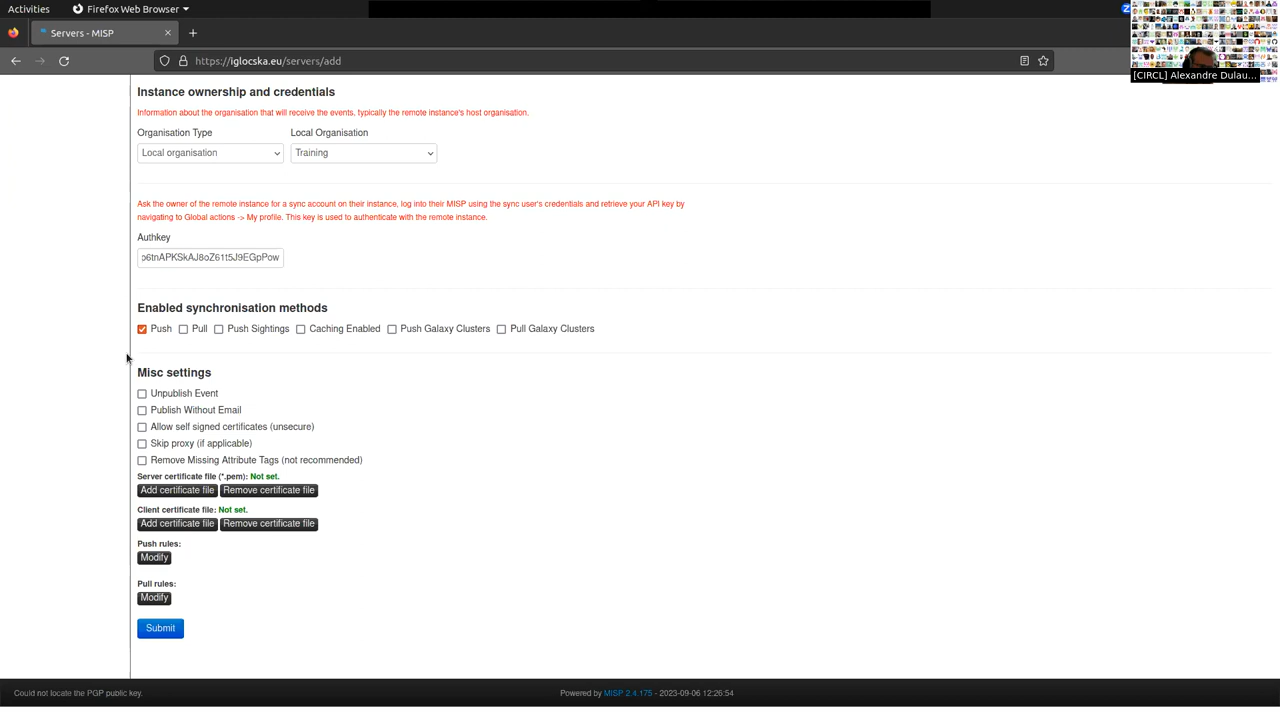 Activities
Firefox Web Browser
Servers - MISP
https://iglocska.eu/servers/add
[CIRCL] Alexandre Dulau...
Instance ownership and credentials
Information about the organisation that will receive the events, typically the remote instance's host organisation.
Organisation Type Local Organisation
Local organisation Training
Ask the owner of the remote instance for a sync account on their instance, log into their MISP using the sync user's credentials and retrieve your API key by
navigating to Global actions -> My profile. This key is used to authenticate with the remote instance.
Authkey
p6tnAPKSkAJ8oZ61t5J9EGpPow
Enabled synchronisation methods
Push Pull Push Sightings Caching Enabled Push Galaxy Clusters Pull Galaxy Clusters
Misc settings
Unpublish Event
Publish Without Email
Allow self signed certificates (unsecure)
Skip proxy (if applicable)
Remove Missing Attribute Tags (not recommended)
Server certificate file (*.pem): Not set.
Add certificate file Remove certificate file
Client certificate file: Not set.
Add certificate file Remove certificate file
Push rules:
Modify
Pull rules:
Modify
Submit
Could not locate the PGP public key.
Powered by MISP 2.4.175 - 2023-09-06 12:26:54